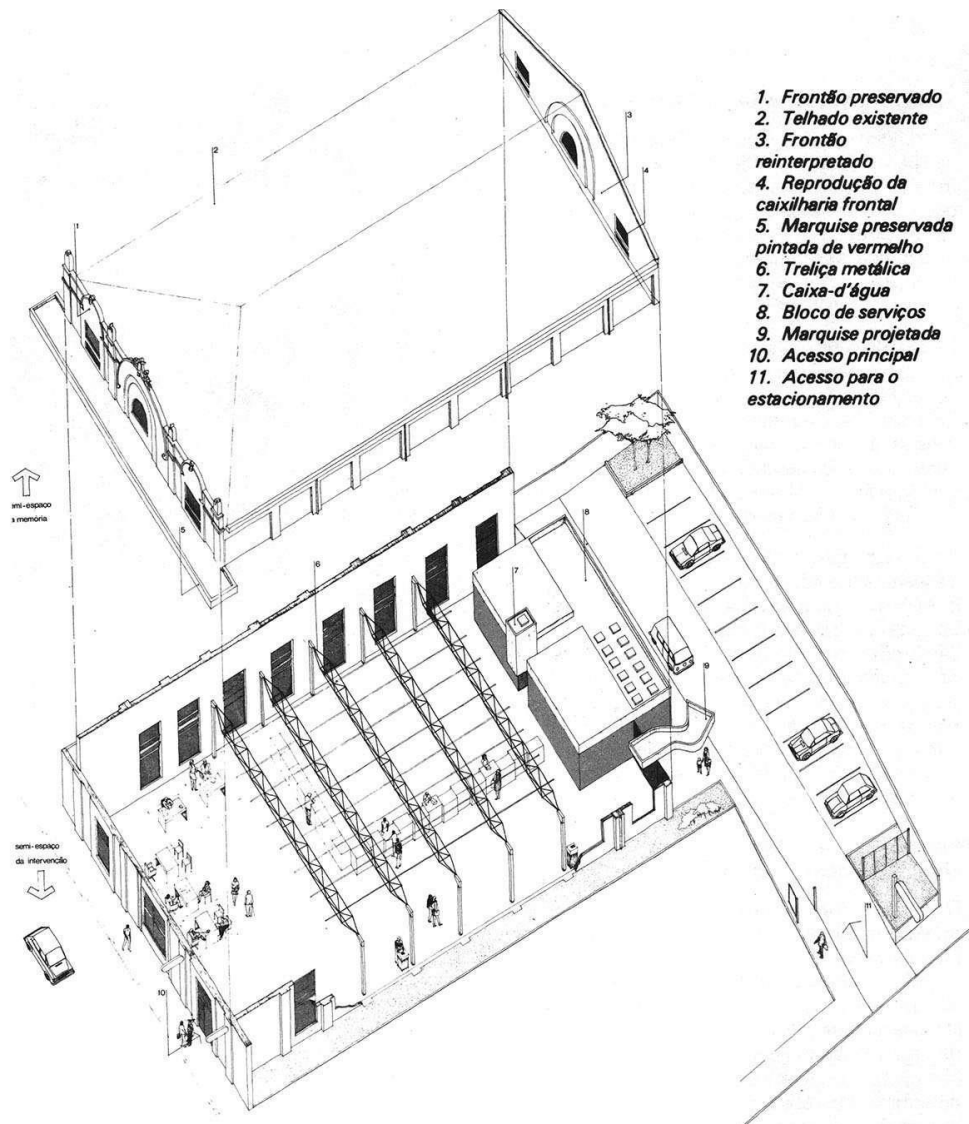 1. Frontão preservado
2. Telhado existente
3. Frontão
reinterpretado
4. Reprodução da
caixilharia frontal
5. Marquise preservada
pintada de vermelho
6. Treliça metálica
7. Caixa-d'água
8. Bloco de serviços
9. Marquise projetada
10. Acesso principal
11. Acesso para o
estacionamento
2
3
4
1
5
6
7
8
9
mi-espaço
a memória
semi-espaço
da intervenção
10
11